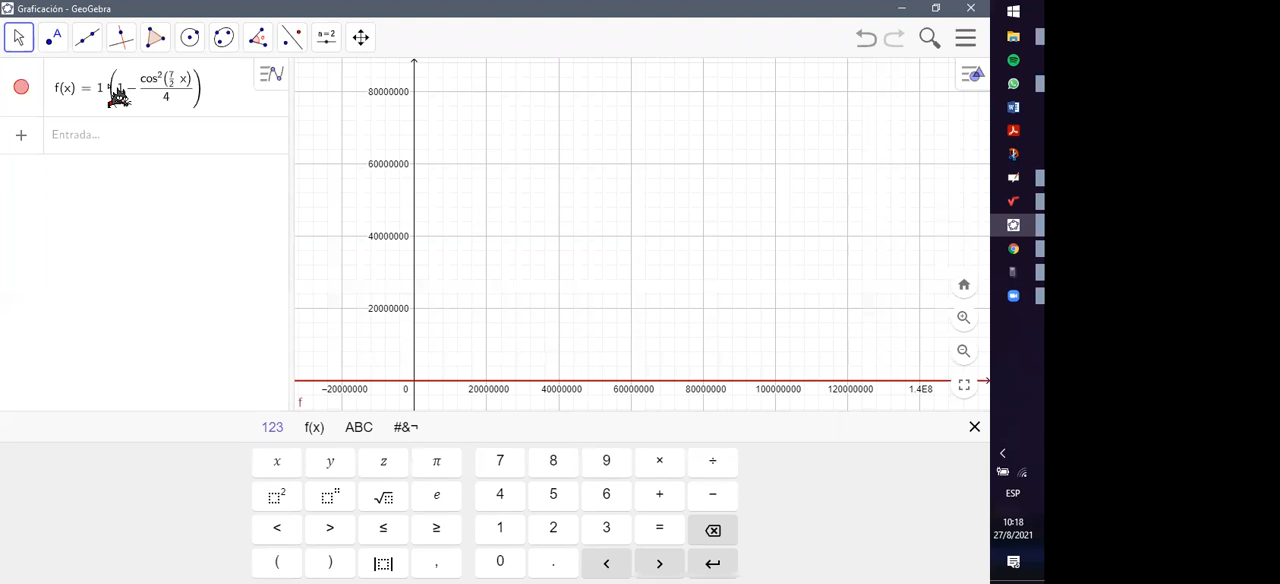 Graficación - GeoGebra
A
a=2
f(x) = 1 (1 − cos²(7/2 x)/4)
Entrada...
80000000
60000000
40000000
20000000
−20000000 0 20000000 40000000 60000000 80000000 100000000 120000000 1.4E8
f
123 f(x) ABC #&¬
x y z π 7 8 9 × ÷
e 4 5 6 + −
< > ≤ ≥ 1 2 3 =
( ) , 0 . < >
ESP
10:18
27/8/2021